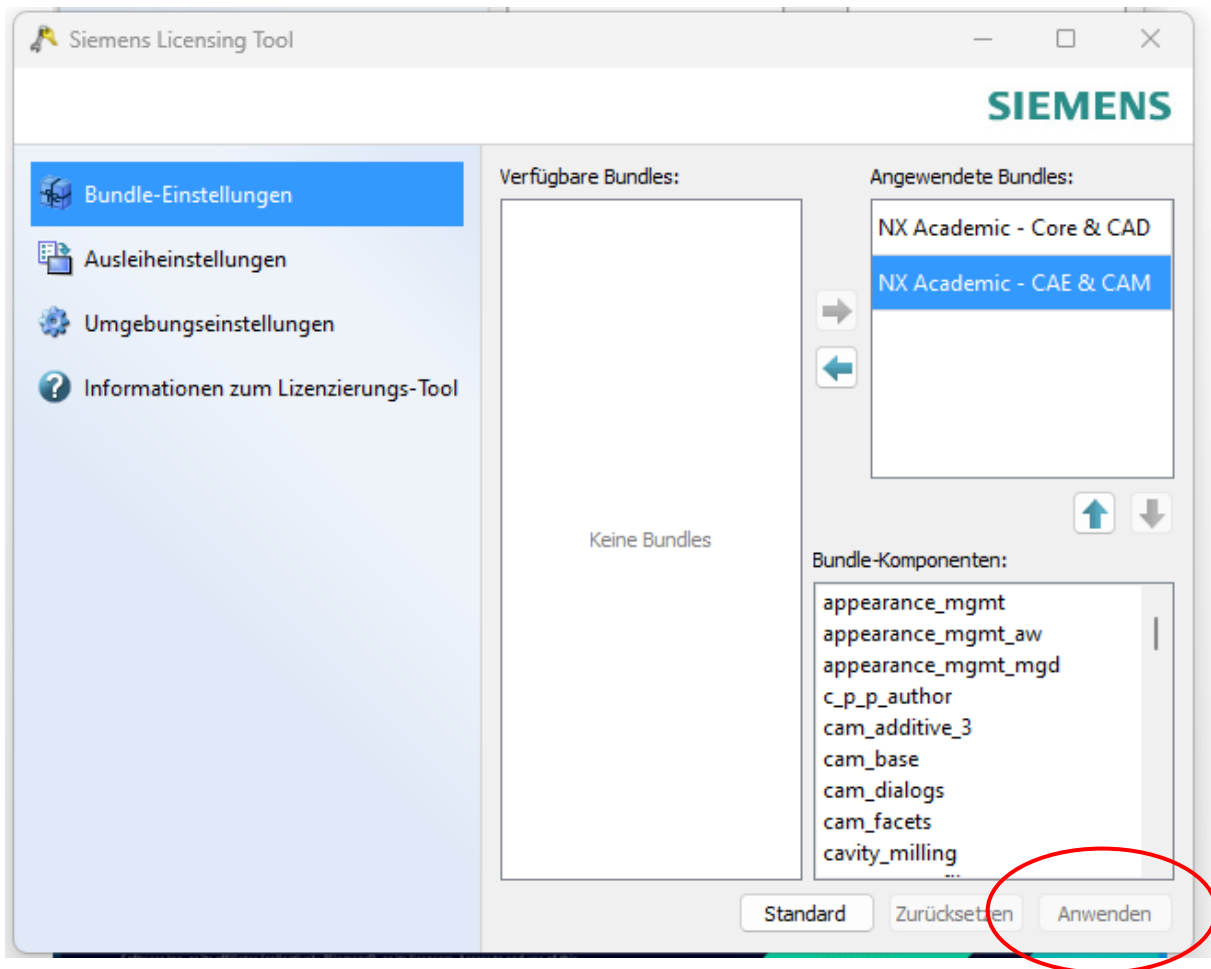 Siemens Licensing Tool
SIEMENS
Bundle-Einstellungen
Ausleiheinstellungen
Umgebungseinstellungen
Informationen zum Lizenzierungs-Tool
Verfügbare Bundles:
Keine Bundles
Angewendete Bundles:
NX Academic - Core & CAD
NX Academic - CAE & CAM
Bundle-Komponenten:
appearance_mgmt
appearance_mgmt_aw
appearance_mgmt_mgd
c_p_p_author
cam_additive_3
cam_base
cam_dialogs
cam_facets
cavity_milling
Standard
Zurücksetzen
Anwenden